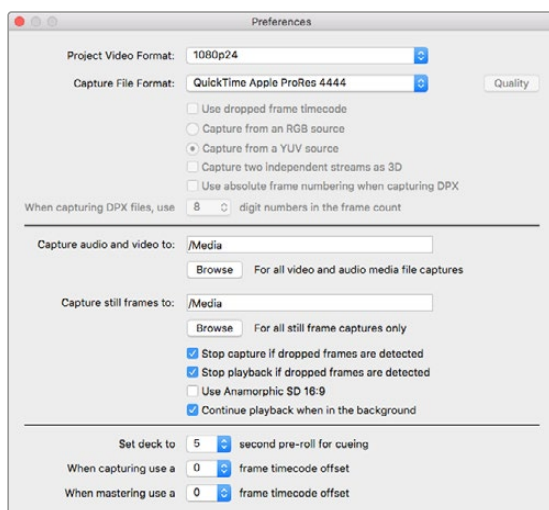 Preferences
Project Video Format: 1080p24
Capture File Format: QuickTime Apple ProRes 4444 Quality
Use dropped frame timecode
Capture from an RGB source
Capture from a YUV source
Capture two independent streams as 3D
Use absolute frame numbering when capturing DPX
When capturing DPX files, use 8 digit numbers in the frame count
Capture audio and video to: /Media
Browse For all video and audio media file captures
Capture still frames to: /Media
Browse For all still frame captures only
Stop capture if dropped frames are detected
Stop playback if dropped frames are detected
Use Anamorphic SD 16:9
Continue playback when in the background
Set deck to 5 second pre-roll for cueing
When capturing use a 0 frame timecode offset
When mastering use a 0 frame timecode offset